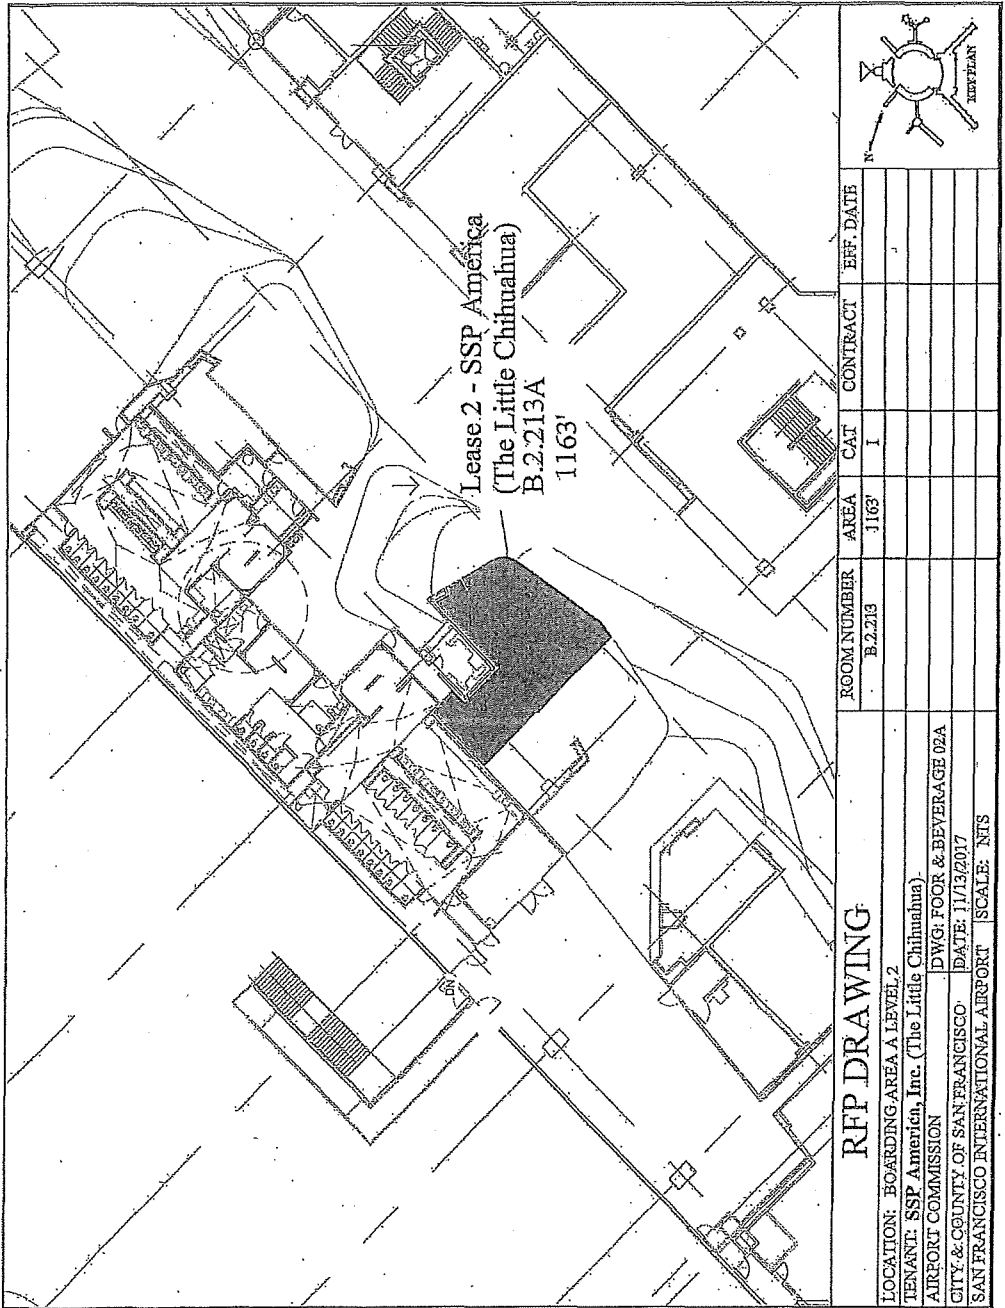 Lease 2 - SSP America
(The Little Chihuahua)
B.2.213A
1163'
DN
RFP DRAWING
LOCATION: BOARDING AREA A LEVEL 2
TENANT: SSP America, Inc. (The Little Chihuahua)
AIRPORT COMMISSION
DWG: FOOR & BEVERAGE 02A
CITY & COUNTY OF SAN FRANCISCO
DATE: 11/13/2017
SAN FRANCISCO INTERNATIONAL AIRPORT
SCALE: NTS
ROOM NUMBER AREA CAT CONTRACT EFF. DATE
B.2.213 1163' I
N
KEY PLAN